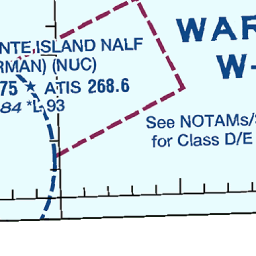 NTE ISLAND NALF
RMAN) (NUC)
75 ★ ATIS 268.6
84 *L 93
WAR
W-
See NOTAMs/
for Class D/E